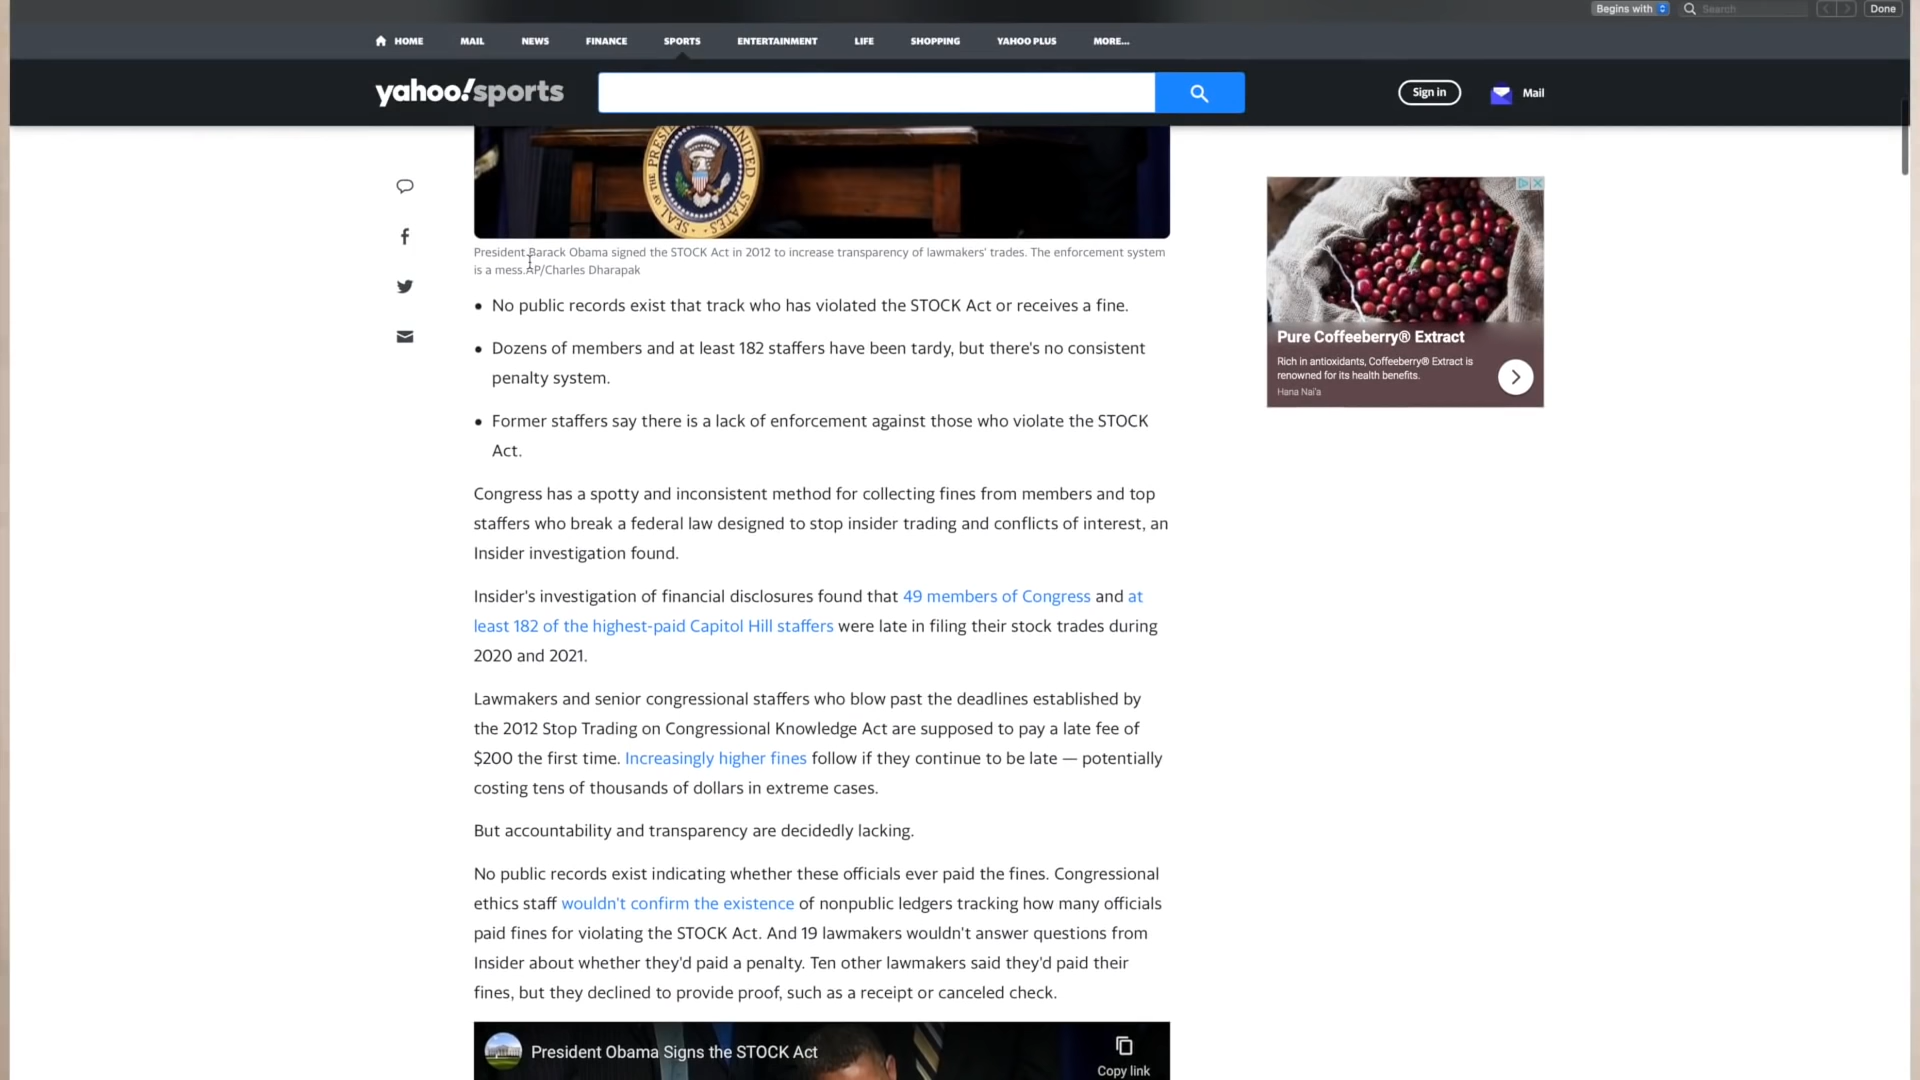 Begins with
Search
Done
HOME
MAIL
NEWS
FINANCE
SPORTS
ENTERTAINMENT
LIFE
SHOPPING
YAHOO PLUS
MORE...
yahoo!sports
Sign in
Mail
UNITED
STATES
SEAL OF THE PRESI
President Barack Obama signed the STOCK Act in 2012 to increase transparency of lawmakers' trades. The enforcement system
is a mess.AP/Charles Dharapak
• No public records exist that track who has violated the STOCK Act or receives a fine.
• Dozens of members and at least 182 staffers have been tardy, but there's no consistent
penalty system.
• Former staffers say there is a lack of enforcement against those who violate the STOCK
Act.
Congress has a spotty and inconsistent method for collecting fines from members and top
staffers who break a federal law designed to stop insider trading and conflicts of interest, an
Insider investigation found.
Insider's investigation of financial disclosures found that 49 members of Congress and at
least 182 of the highest-paid Capitol Hill staffers were late in filing their stock trades during
2020 and 2021.
Lawmakers and senior congressional staffers who blow past the deadlines established by
the 2012 Stop Trading on Congressional Knowledge Act are supposed to pay a late fee of
$200 the first time. Increasingly higher fines follow if they continue to be late — potentially
costing tens of thousands of dollars in extreme cases.
But accountability and transparency are decidedly lacking.
No public records exist indicating whether these officials ever paid the fines. Congressional
ethics staff wouldn't confirm the existence of nonpublic ledgers tracking how many officials
paid fines for violating the STOCK Act. And 19 lawmakers wouldn't answer questions from
Insider about whether they'd paid a penalty. Ten other lawmakers said they'd paid their
fines, but they declined to provide proof, such as a receipt or canceled check.
President Obama Signs the STOCK Act
Copy link
Pure Coffeeberry® Extract
Rich in antioxidants, Coffeeberry® Extract is
renowned for its health benefits.
Hana Nai'a